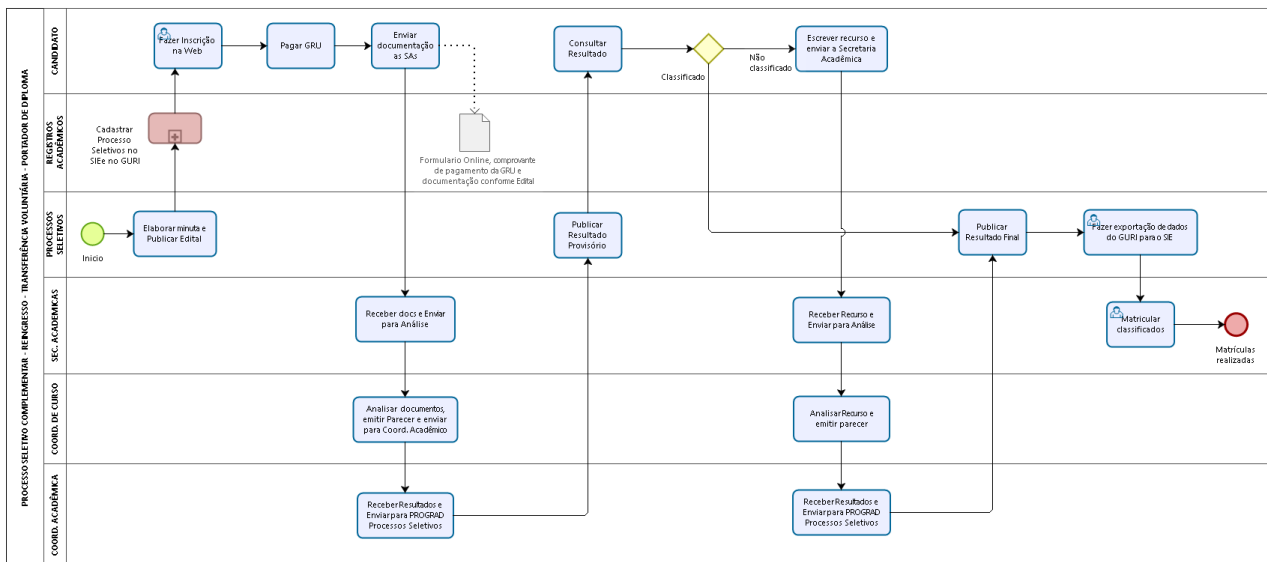 PROCESSO SELETIVO COMPLEMENTAR - REINGRESSO - TRANSFERÊNCIA VOLUNTÁRIA - PORTADOR DE DIPLOMA
CANDIDATO
Fazer Inscrição
na Web
Pagar GRU
Enviar
documentação
as SAs
Consultar
Resultado
Classificado
Não
classificado
Escrever recurso e
enviar a Secretaria
Acadêmica
REGISTROS
ACADÊMICOS
Cadastrar
Processo
Seletivos no
SIEe no GURI
Formulario Online, comprovante
de pagamento da GRU e
documentação conforme Edital
PROCESSOS
SELETIVOS
Inicio
Elaborar minuta e
Publicar Edital
Publicar
Resultado
Provisório
Publicar
Resultado Final
Fazer exportação de dados
do GURI para o SIE
SEC. ACADEMICAS
Receber docs e Enviar
para Análise
Receber Recurso e
Enviar para Análise
Matricular
classificados
Matrículas
realizadas
COORD. DE CURSO
Analisar documentos,
emitir Parecer e enviar
para Coord. Acadêmico
Analisar Recurso e
emitir parecer
COORD. ACADÊMICA
Receber Resultados e
Enviar para PROGRAD
Processos Seletivos
Receber Resultados e
Enviar para PROGRAD
Processos Seletivos